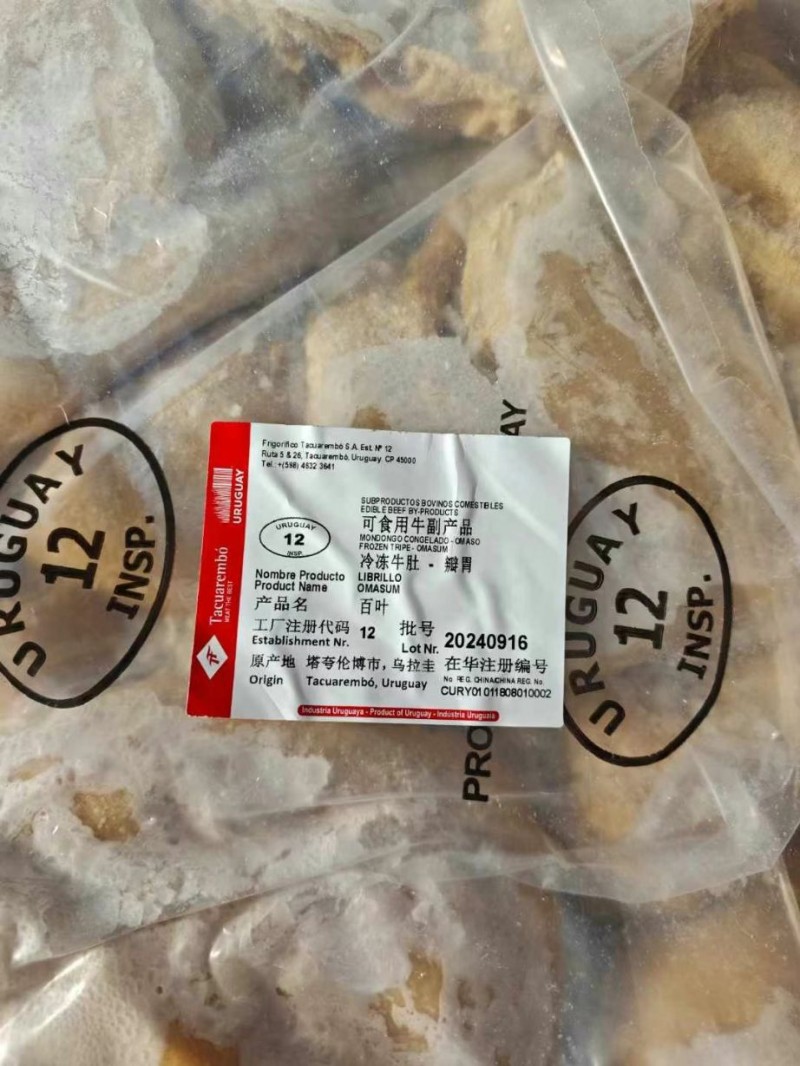 Frigorífico Tacuarembó S.A. Est. Nº 12
Ruta 5 & 26, Tacuarembó, Uruguay. CP 45000
Tel.: +(598) 4632 3641
URUGUAY
Tacuarembó
MEAT THE BEST
SUBPRODUCTOS BOVINOS COMESTIBLES
EDIBLE BEEF BY-PRODUCTS
可食用牛副产品
MONDONGO CONGELADO - OMASO
FROZEN TRIPE - OMASUM
冷冻牛肚 - 瓣胃
URUGUAY
12
INSP.
Nombre Producto LIBRILLO
Product Name OMASUM
产品名 百叶
工厂注册代码 12 批号 20240916
Establishment Nr. Lot Nr.
原产地 塔夸伦博市，乌拉圭 在华注册编号
Origin Tacuarembó, Uruguay No REG. CHINA CHINA REG. No.
CURY01011808010002
Industria Uruguaya - Product of Uruguay - Indústria Uruguaia
URUGUAY
12
INSP.
URUGUAY
12
INSP.
PRO
AY